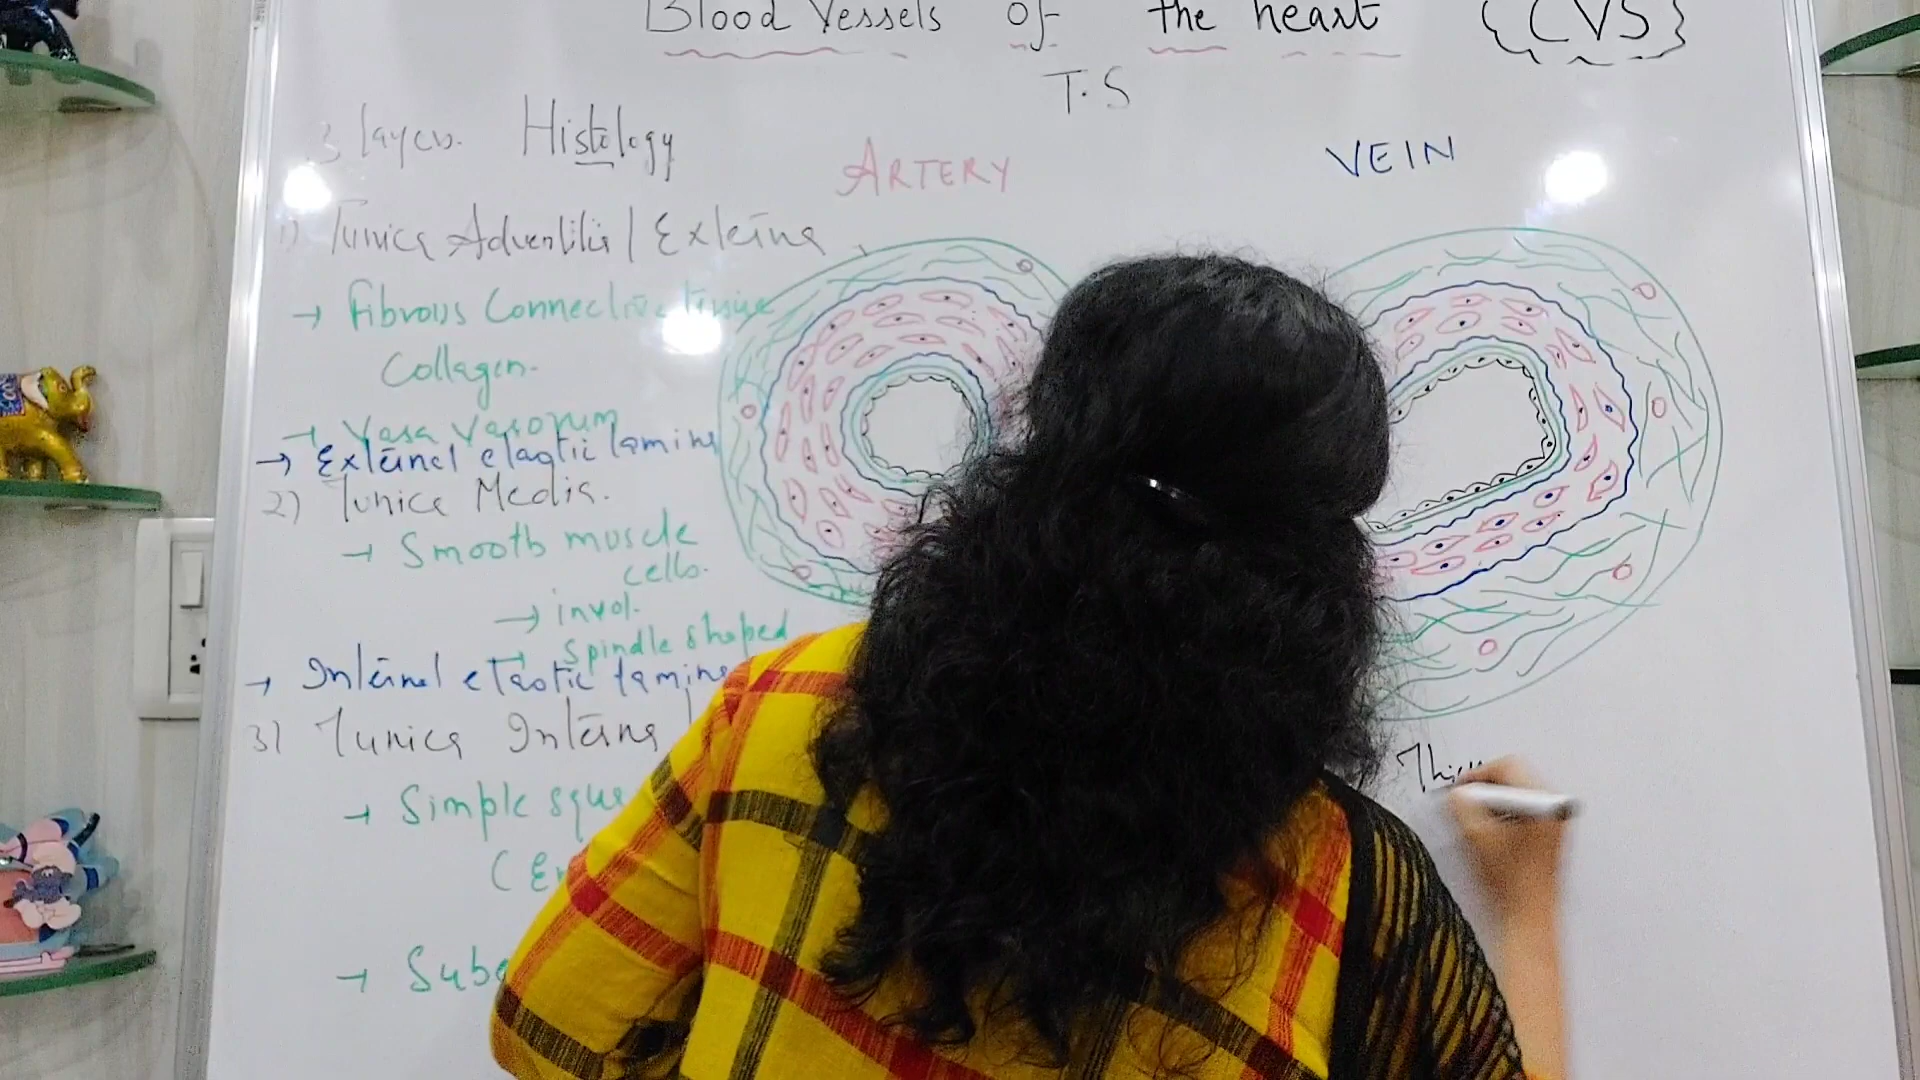 Blood Vessels of the heart {CVS}
T.S
3 layers. Histology
ARTERY
VEIN
1) Tunica Adventitia / Externa
→ Fibrous Connective tissue
Collagen.
→ Vasa Vasorum
→ External elastic lamina
2) Tunica Media.
→ Smooth muscle
cells.
→ invol.
→ Spindle shaped
→ Internal elastic lamina
3) Tunica Interna
→ Simple squa
(En
→ Sube